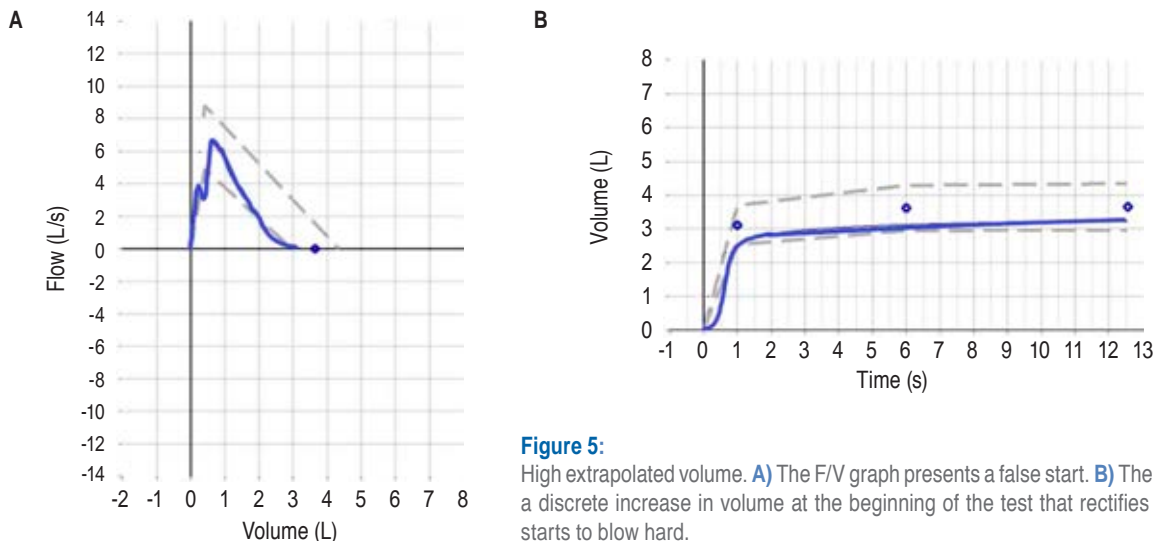 A
14
12
10
8
6
4
2
0
-2
-4
-6
-8
-10
-12
-14
Flow (L/s)
-2 -1 0 1 2 3 4 5 6 7 8
Volume (L)
B
8
7
6
5
4
3
2
1
0
Volume (L)
-1 0 1 2 3 4 5 6 7 8 9 10 11 12 13
Time (s)
Figure 5:
High extrapolated volume. A) The F/V graph presents a false start. B) The
a discrete increase in volume at the beginning of the test that rectifies
starts to blow hard.